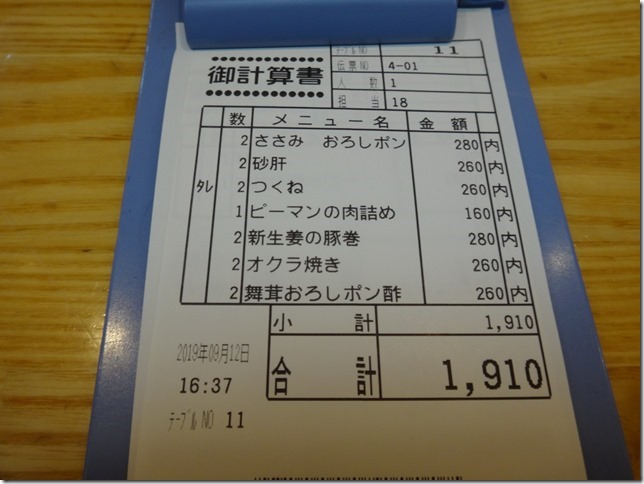 ﾃｰﾌﾞﾙNO 11
御計算書
伝票NO 4-01
人 数 1
担 当 18
数 メニュー名 金 額
2 ささみ おろしポン 280 内
2 砂肝 260 内
ﾀﾚ 2 つくね 260 内
1 ピーマンの肉詰め 160 内
2 新生姜の豚巻 280 内
2 オクラ焼き 260 内
2 舞茸おろしポン酢 260 内
小 計 1,910
合 計 1,910
2019年09月12日
16:37
ﾃｰﾌﾞﾙNO 11